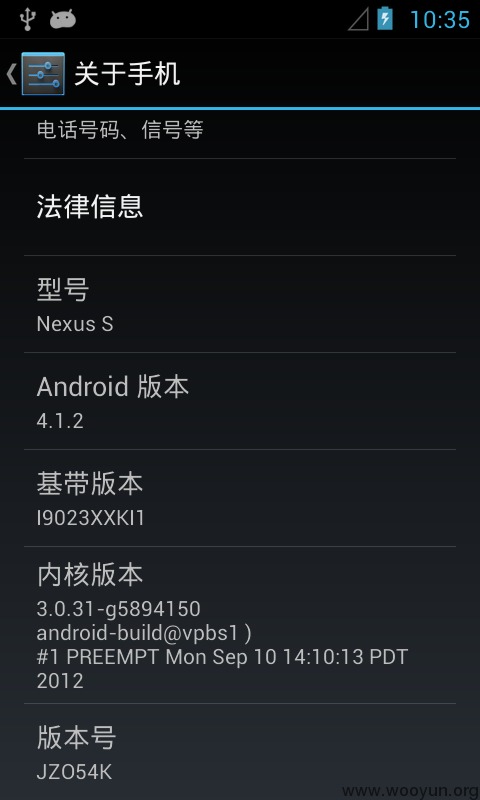 10:35
关于手机
电话号码、信号等
法律信息
型号
Nexus S
Android 版本
4.1.2
基带版本
I9023XXKI1
内核版本
3.0.31-g5894150
android-build@vpbs1 )
#1 PREEMPT Mon Sep 10 14:10:13 PDT
2012
版本号
JZO54K
www.wooyun.org